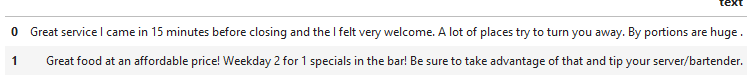 text
0 Great service I came in 15 minutes before closing and the I felt very welcome. A lot of places try to turn you away. By portions are huge .
1 Great food at an affordable price! Weekday 2 for 1 specials in the bar! Be sure to take advantage of that and tip your server/bartender.